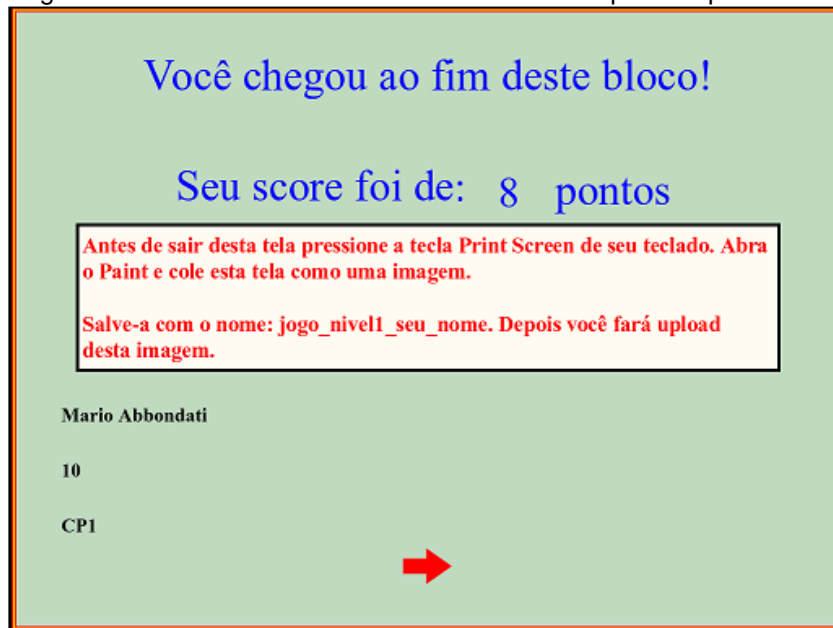 Você chegou ao fim deste bloco!
Seu score foi de: 8 pontos
Antes de sair desta tela pressione a tecla Print Screen de seu teclado. Abra
o Paint e cole esta tela como uma imagem.
Salve-a com o nome: jogo_nivel1_seu_nome. Depois você fará upload
desta imagem.
Mario Abbondati
10
CP1